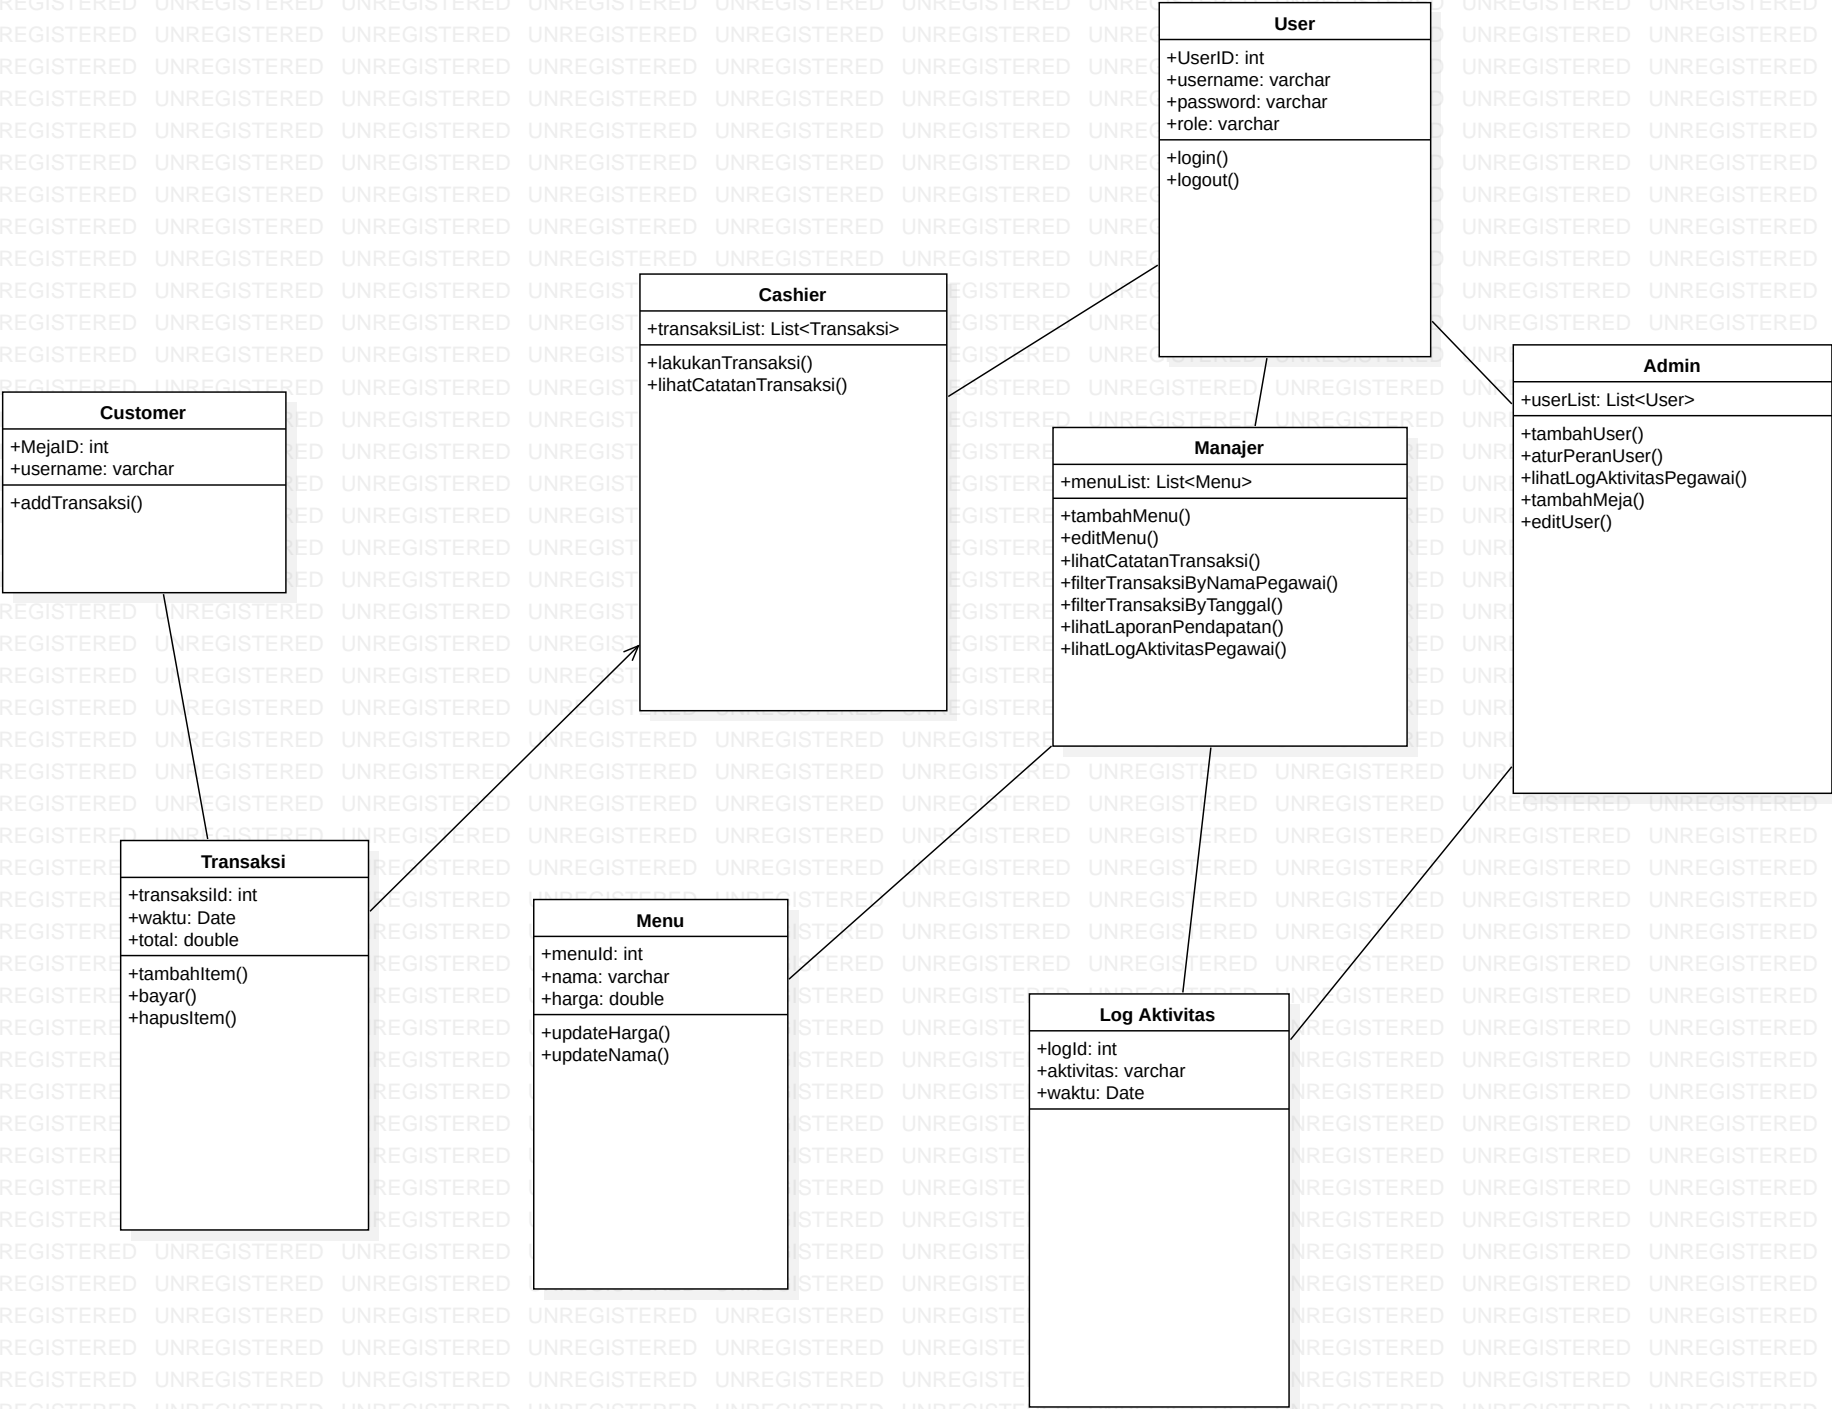 User
+UserID: int
+username: varchar
+password: varchar
+role: varchar
+login()
+logout()
Cashier
+transaksiList: List<Transaksi>
+lakukanTransaksi()
+lihatCatatanTransaksi()
Admin
+userList: List<User>
+tambahUser()
+aturPeranUser()
+lihatLogAktivitasPegawai()
+tambahMeja()
+editUser()
Customer
+MejaID: int
+username: varchar
+addTransaksi()
Manajer
+menuList: List<Menu>
+tambahMenu()
+editMenu()
+lihatCatatanTransaksi()
+filterTransaksiByNamaPegawai()
+filterTransaksiByTanggal()
+lihatLaporanPendapatan()
+lihatLogAktivitasPegawai()
Transaksi
+transaksiId: int
+waktu: Date
+total: double
+tambahItem()
+bayar()
+hapusItem()
Menu
+menuId: int
+nama: varchar
+harga: double
+updateHarga()
+updateNama()
Log Aktivitas
+logId: int
+aktivitas: varchar
+waktu: Date
UNREGISTERED